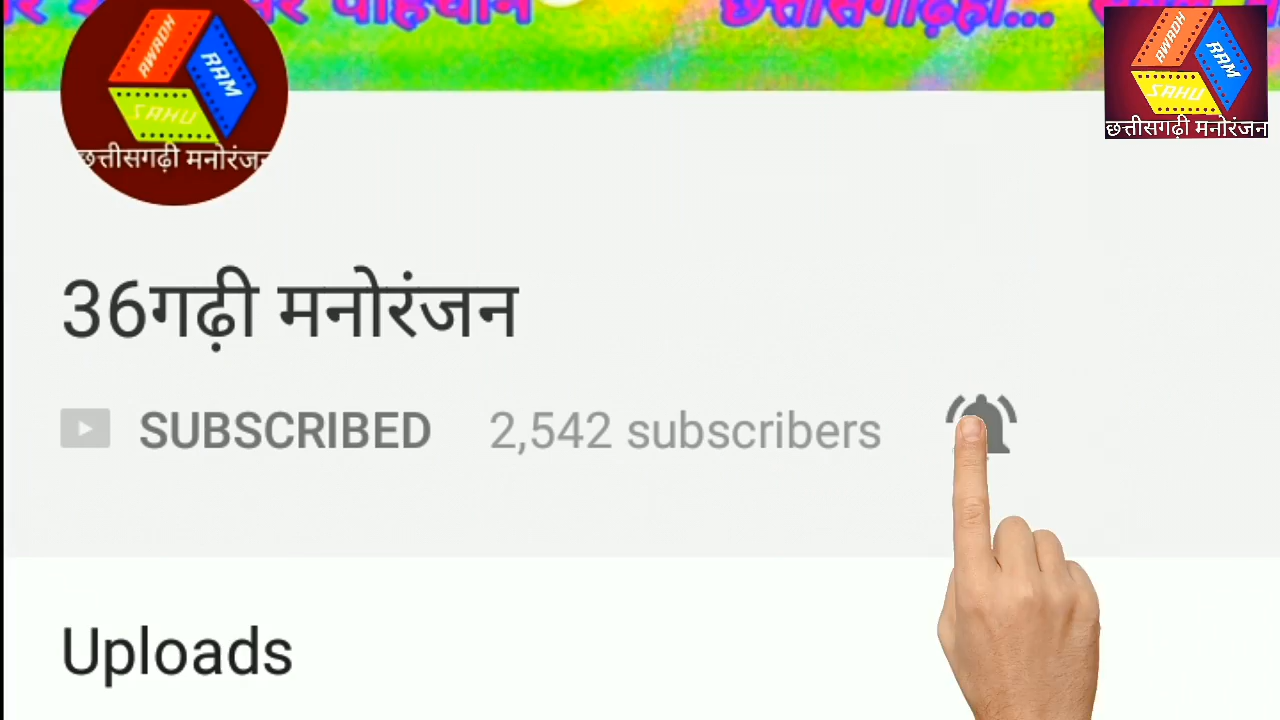 छत्तीसगढ़िहा...
AWADH
RAM
SAHU
छत्तीसगढ़ी मनोरंजन
AWADH
RAM
SAHU
छत्तीसगढ़ी मनोरंजन
36गढ़ी मनोरंजन
SUBSCRIBED 2,542 subscribers
Uploads